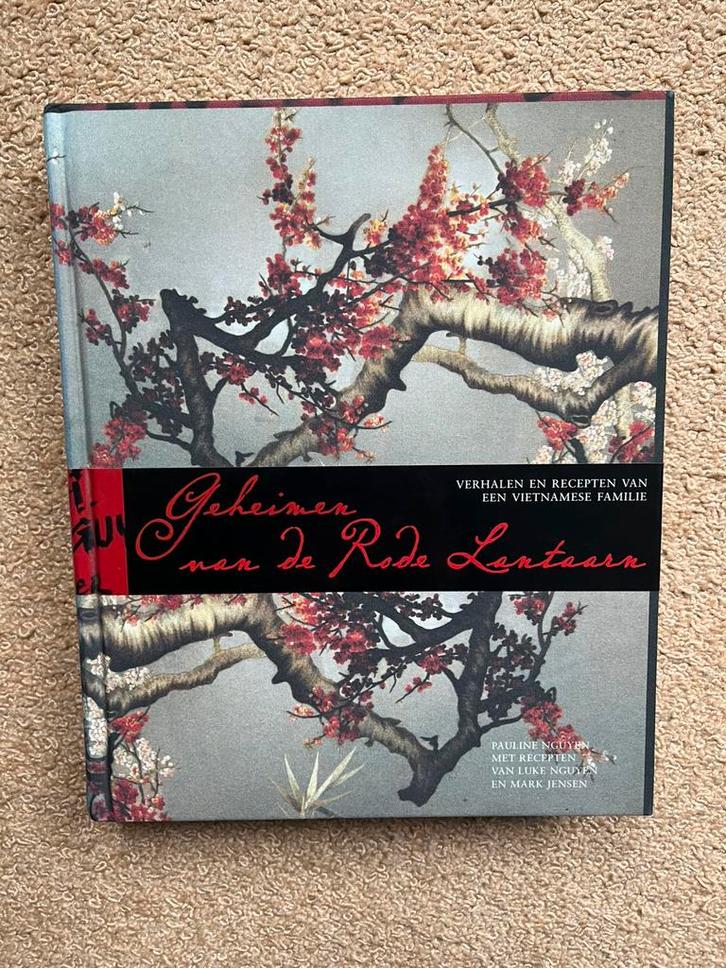 VERHALEN EN RECEPTEN VAN
EEN VIETNAMESE FAMILIE
Geheimen
van de Rode Lantaarn
PAULINE NGUYEN
MET RECEPTEN
VAN LUKE NGUYEN
EN MARK JENSEN